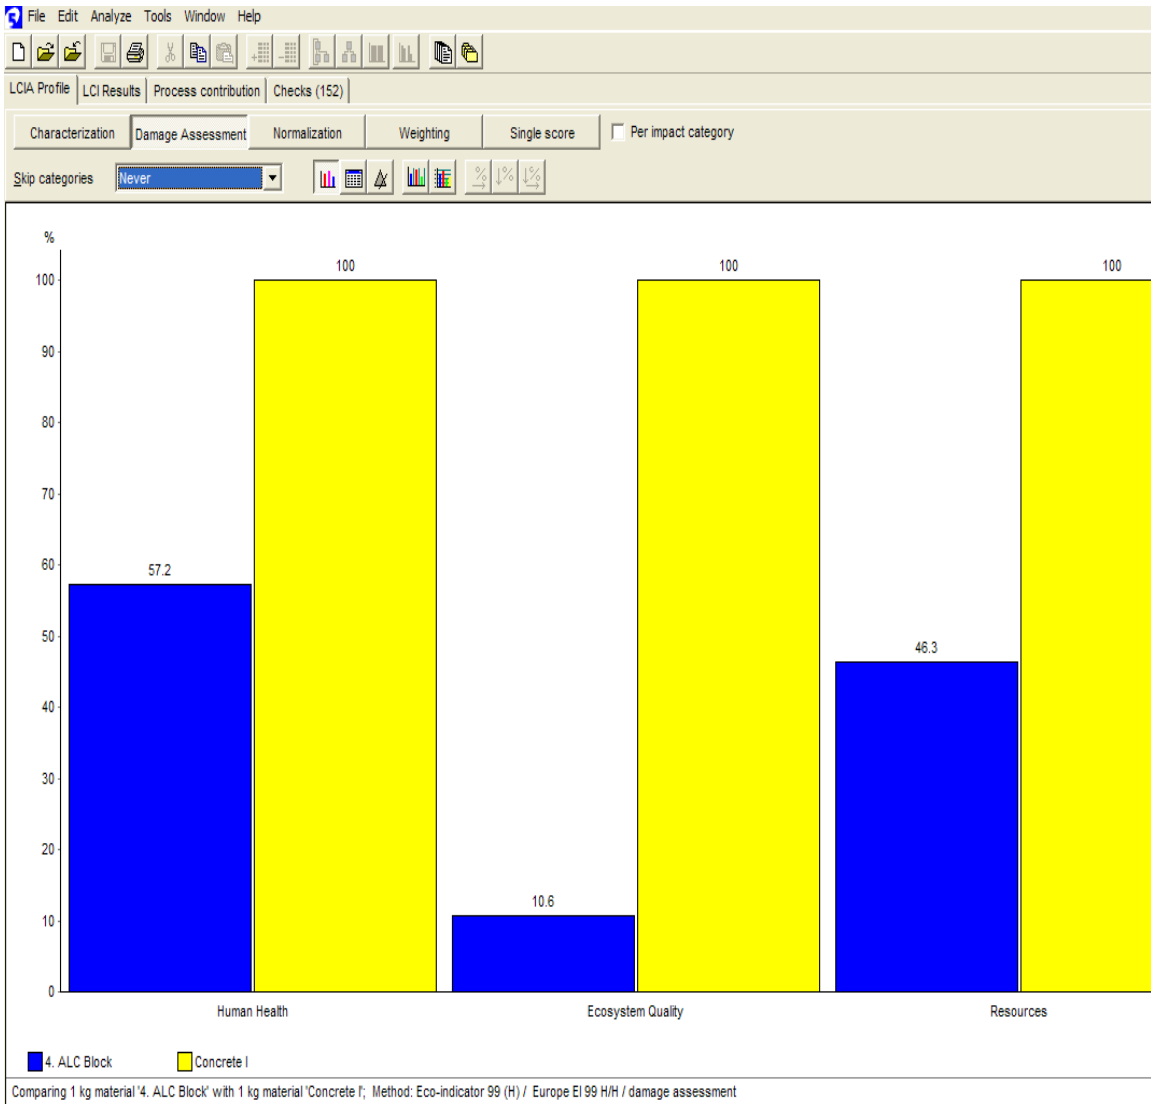 File Edit Analyze Tools Window Help
LCIA Profile LCI Results Process contribution Checks (152)
Characterization Damage Assessment Normalization Weighting Single score Per impact category
Skip categories Never
%
100 100 100
100
90
80
70
60
57.2
50
46.3
40
30
20
10.6
10
0
Human Health Ecosystem Quality Resources
4. ALC Block Concrete I
Comparing 1 kg material '4. ALC Block' with 1 kg material 'Concrete I'; Method: Eco-indicator 99 (H) / Europe EI 99 H/H / damage assessment